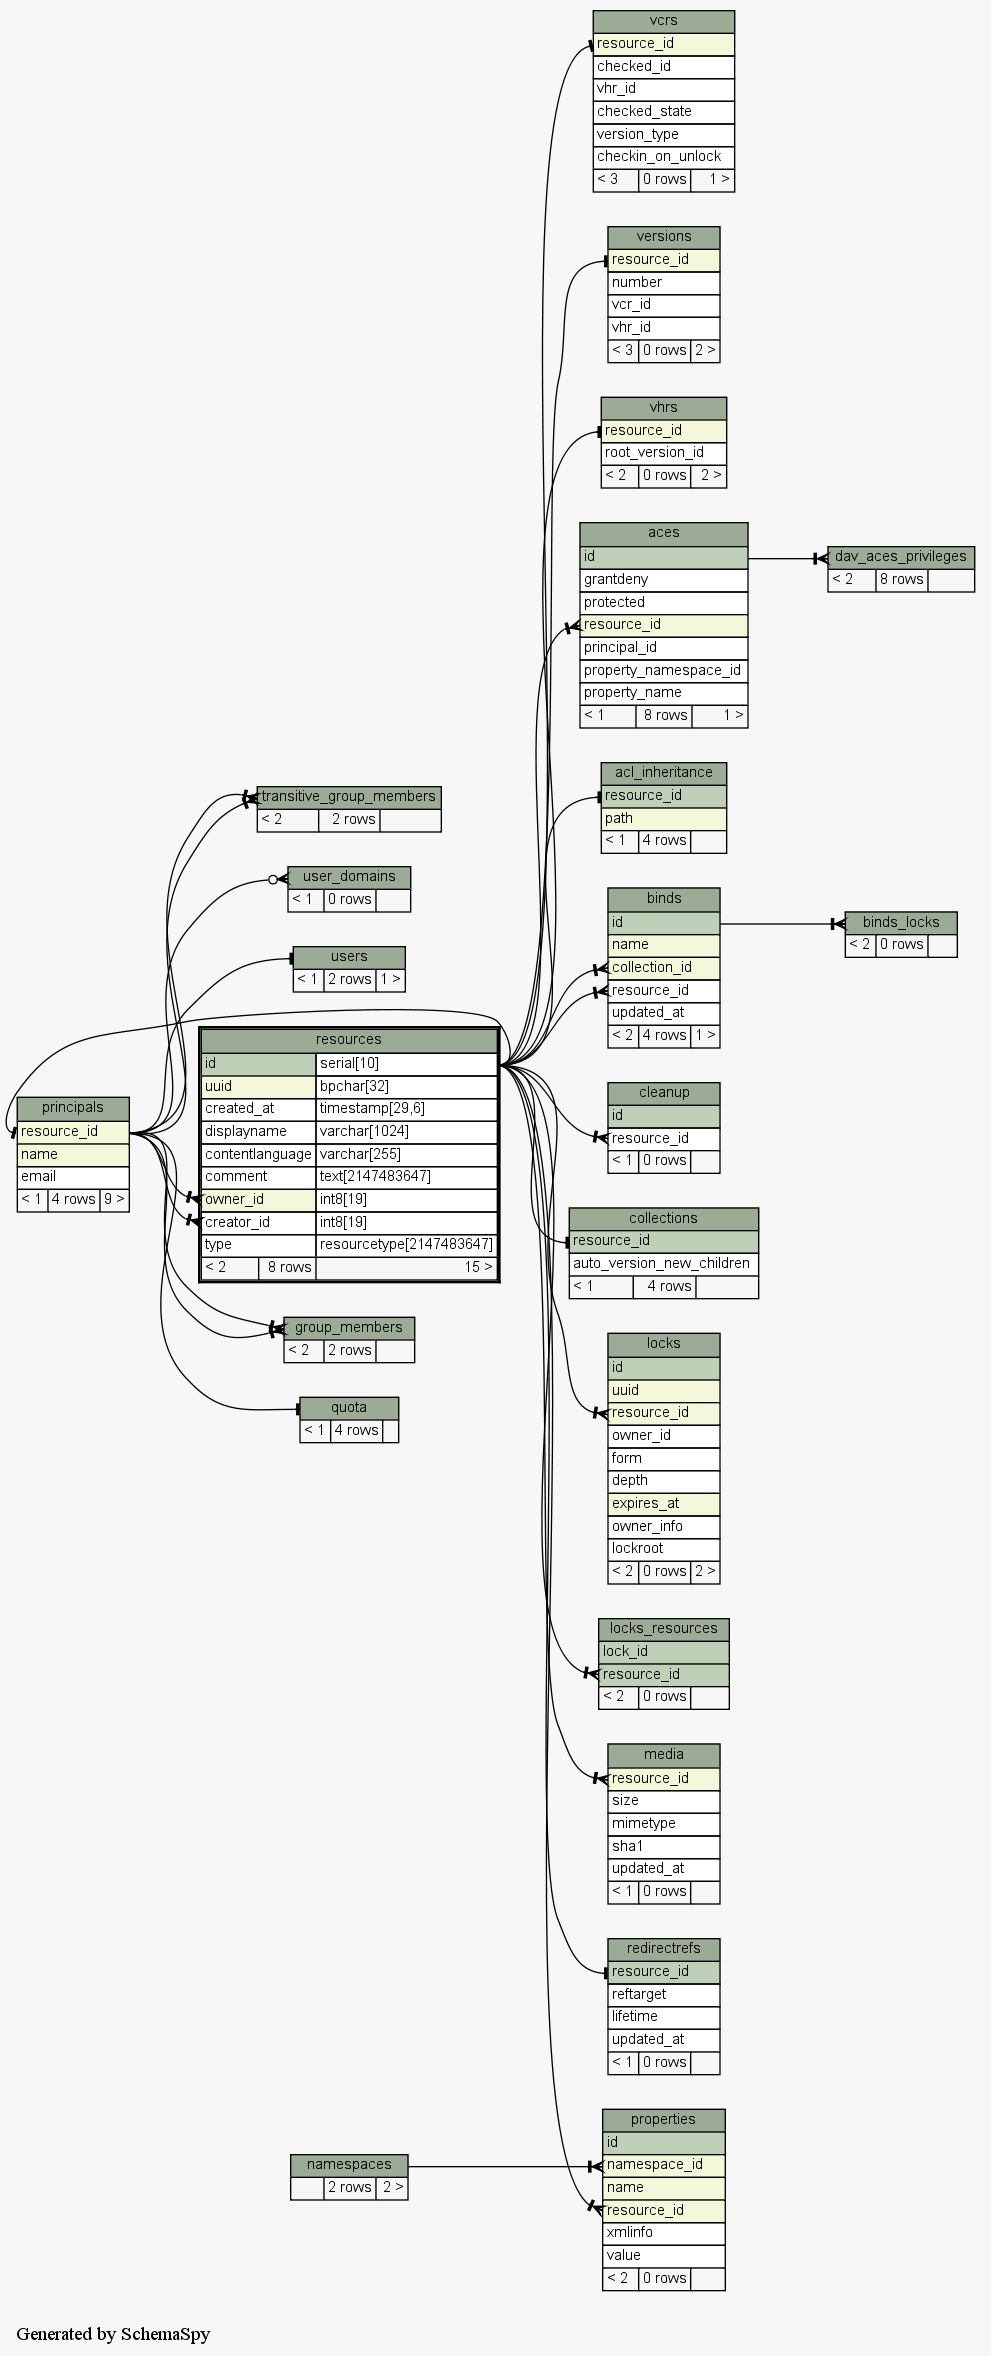 vcrs
resource_id
checked_id
vhr_id
checked_state
version_type
checkin_on_unlock
< 3 0 rows 1 >
versions
resource_id
number
vcr_id
vhr_id
< 3 0 rows 2 >
vhrs
resource_id
root_version_id
< 2 0 rows 2 >
aces
id
grantdeny
protected
resource_id
principal_id
property_namespace_id
property_name
< 1 8 rows 1 >
dav_aces_privileges
< 2 8 rows
acl_inheritance
resource_id
path
< 1 4 rows
transitive_group_members
< 2 2 rows
user_domains
< 1 0 rows
users
< 1 2 rows 1 >
binds
id
name
collection_id
resource_id
updated_at
< 2 4 rows 1 >
binds_locks
< 2 0 rows
principals
resource_id
name
email
< 1 4 rows 9 >
resources
id serial[10]
uuid bpchar[32]
created_at timestamp[29,6]
displayname varchar[1024]
contentlanguage varchar[255]
comment text[2147483647]
owner_id int8[19]
creator_id int8[19]
type resourcetype[2147483647]
< 2 8 rows 15 >
cleanup
id
resource_id
< 1 0 rows
collections
resource_id
auto_version_new_children
< 1 4 rows
group_members
< 2 2 rows
quota
< 1 4 rows
locks
id
uuid
resource_id
owner_id
form
depth
expires_at
owner_info
lockroot
< 2 0 rows 2 >
locks_resources
lock_id
resource_id
< 2 0 rows
media
resource_id
size
mimetype
sha1
updated_at
< 1 0 rows
redirectrefs
resource_id
reftarget
lifetime
updated_at
< 1 0 rows
namespaces
2 rows 2 >
properties
id
namespace_id
name
resource_id
xmlinfo
value
< 2 0 rows
Generated by SchemaSpy